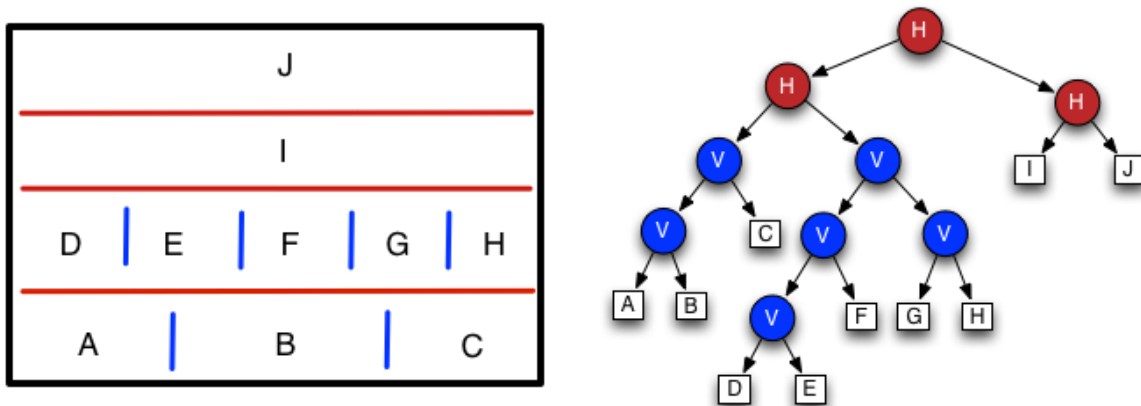 J
I
D E F G H
A B C
H
H H
V V I J
V C V V
A B V F G H
D E